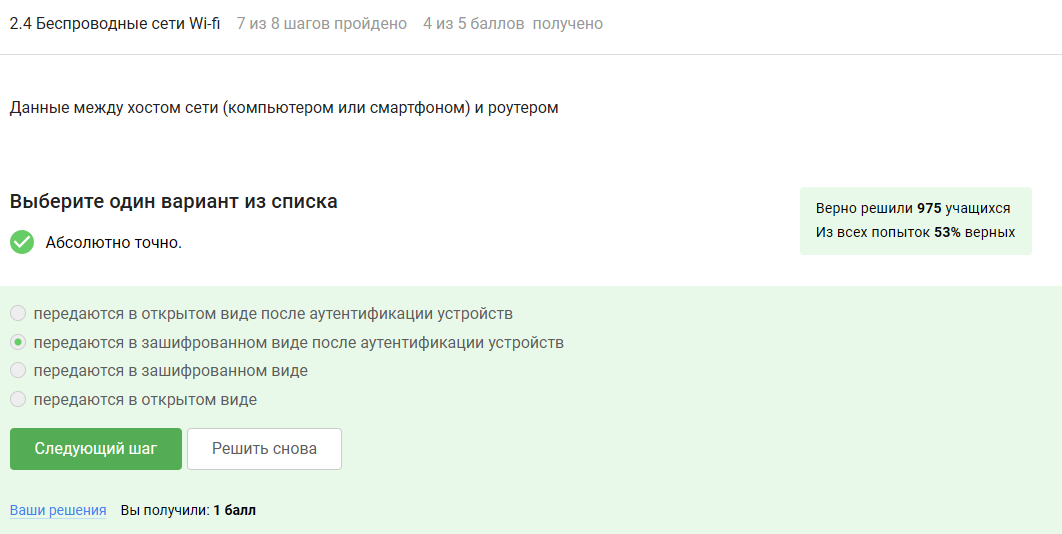 2.4 Беспроводные сети Wi-fi 7 из 8 шагов пройдено 4 из 5 баллов получено
Данные между хостом сети (компьютером или смартфоном) и роутером
Выберите один вариант из списка
Абсолютно точно.
Верно решили 975 учащихся
Из всех попыток 53% верных
передаются в открытом виде после аутентификации устройств
передаются в зашифрованном виде после аутентификации устройств
передаются в зашифрованном виде
передаются в открытом виде
Следующий шаг Решить снова
Ваши решения Вы получили: 1 балл